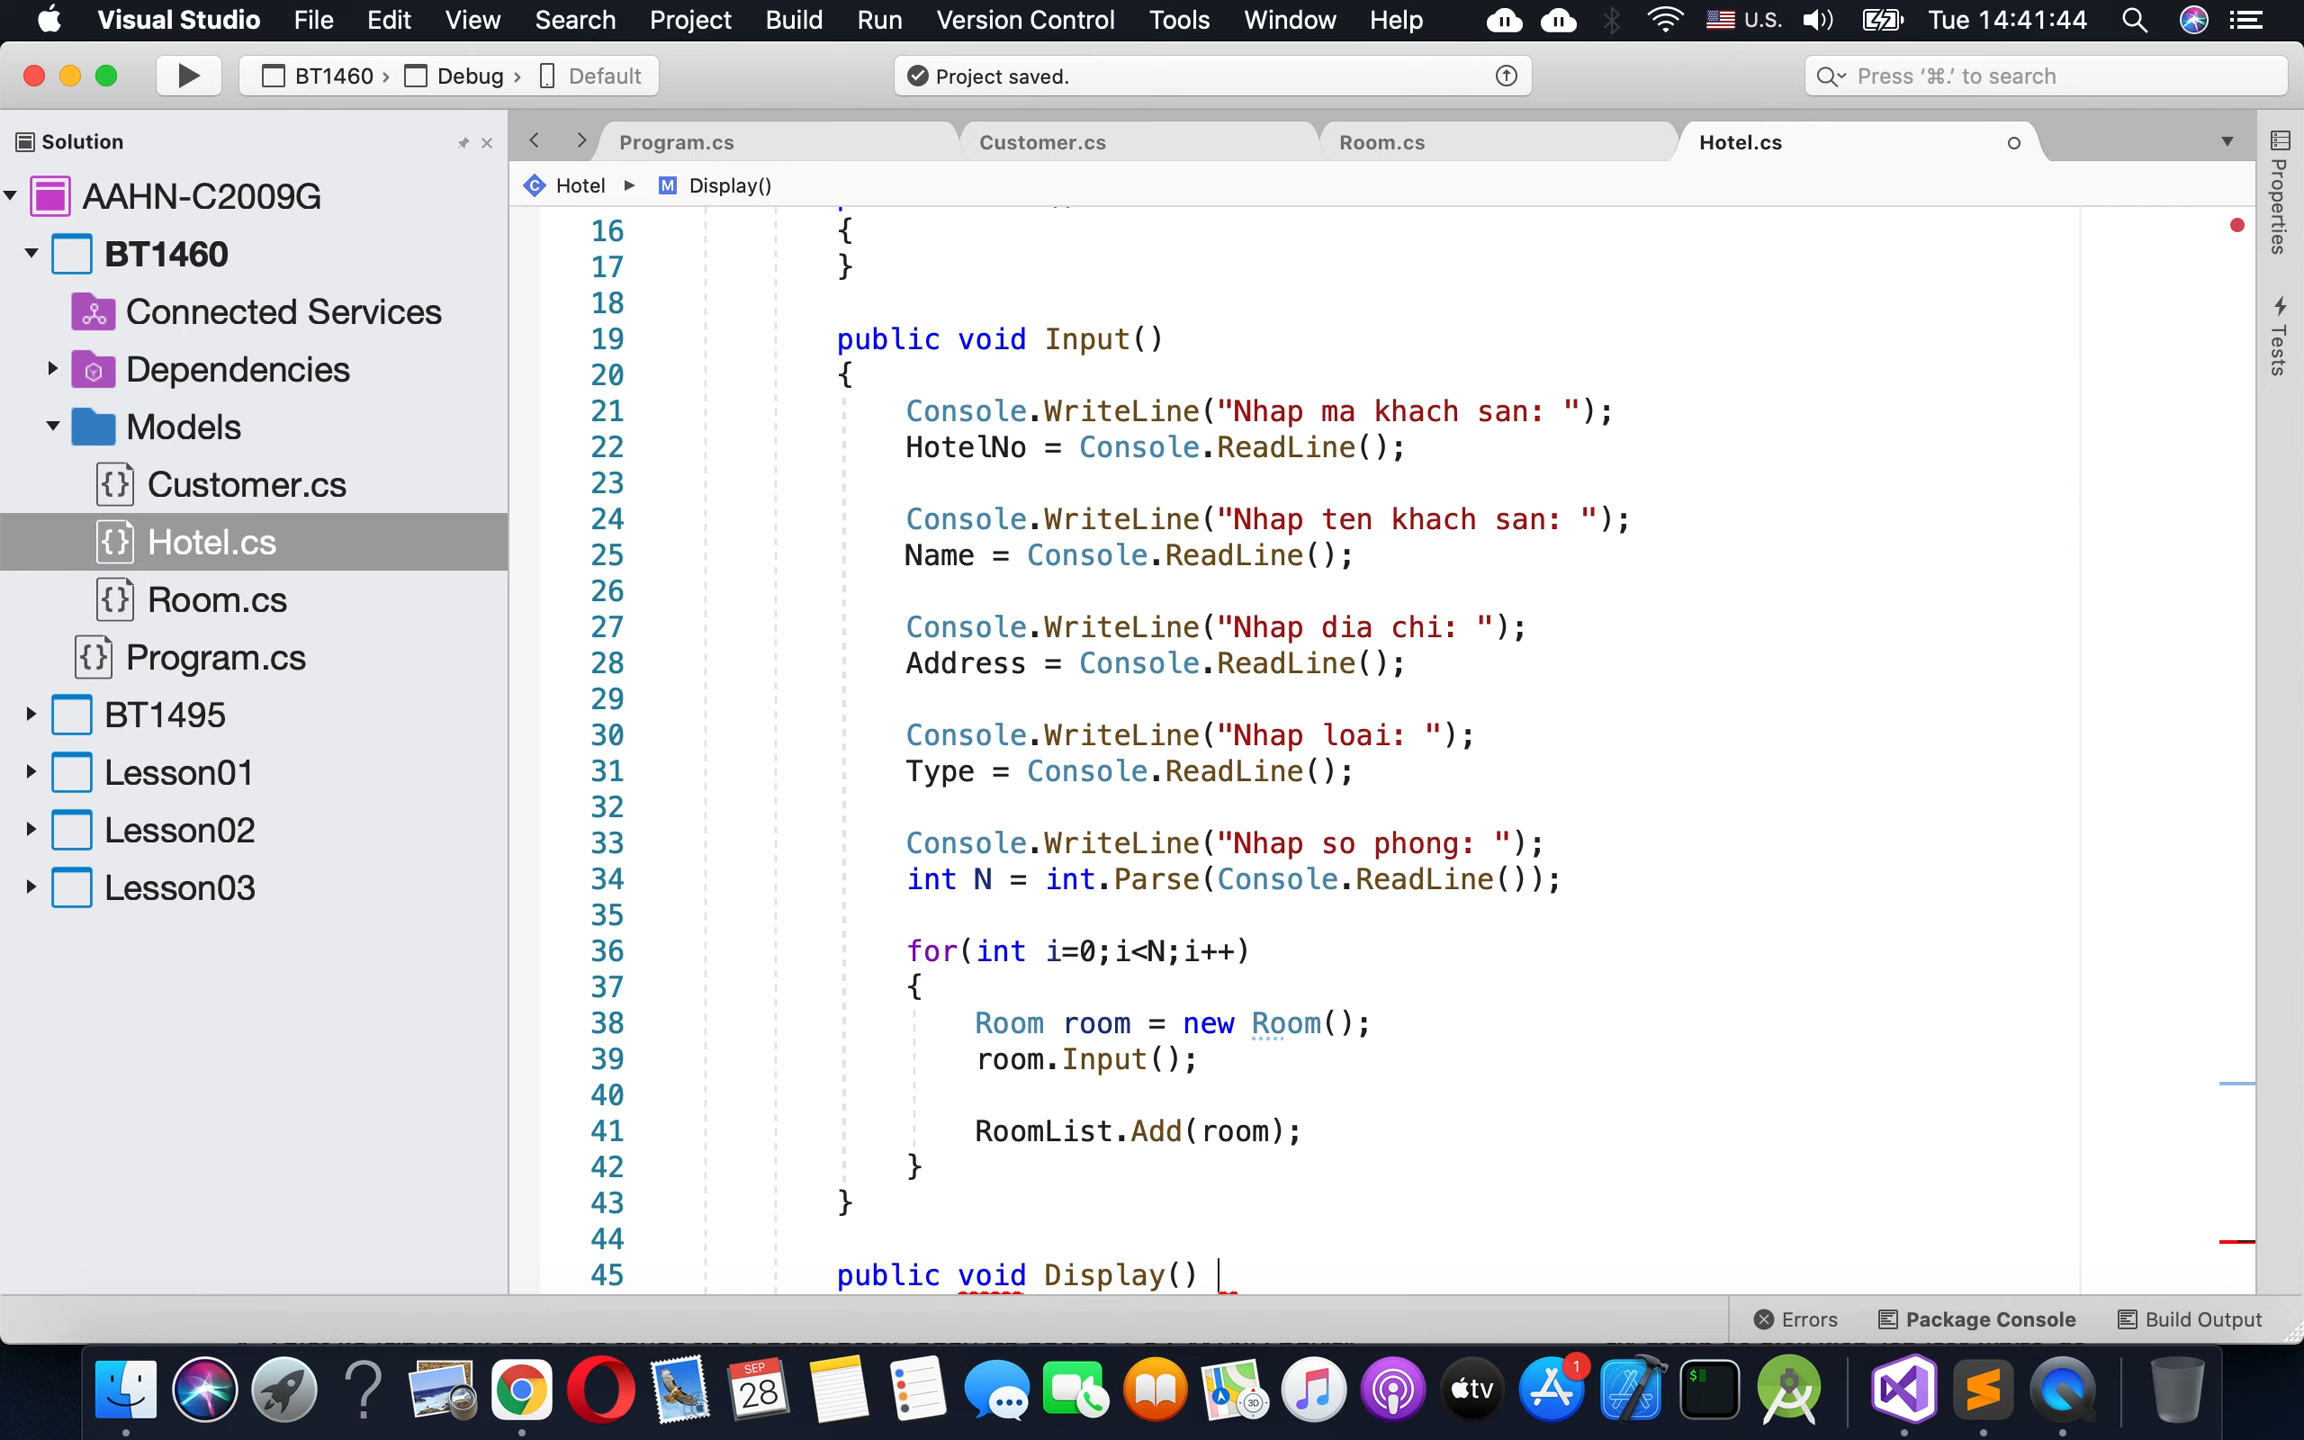 Visual Studio File Edit View Search Project Build Run Version Control Tools Window Help U.S. Tue 14:41:44
BT1460 › Debug › Default
Project saved.
Press ‘⌘.’ to search
Solution
AAHN-C2009G
BT1460
Connected Services
Dependencies
Models
Customer.cs
Hotel.cs
Room.cs
Program.cs
BT1495
Lesson01
Lesson02
Lesson03
Program.cs Customer.cs Room.cs Hotel.cs
C Hotel M Display()
16 {
17 }
18
19 public void Input()
20 {
21 Console.WriteLine("Nhap ma khach san: ");
22 HotelNo = Console.ReadLine();
23
24 Console.WriteLine("Nhap ten khach san: ");
25 Name = Console.ReadLine();
26
27 Console.WriteLine("Nhap dia chi: ");
28 Address = Console.ReadLine();
29
30 Console.WriteLine("Nhap loai: ");
31 Type = Console.ReadLine();
32
33 Console.WriteLine("Nhap so phong: ");
34 int N = int.Parse(Console.ReadLine());
35
36 for(int i=0;i<N;i++)
37 {
38 Room room = new Room();
39 room.Input();
40
41 RoomList.Add(room);
42 }
43 }
44
45 public void Display()
Properties
Tests
Errors Package Console Build Output
SEP
28
3D
tv
1
$